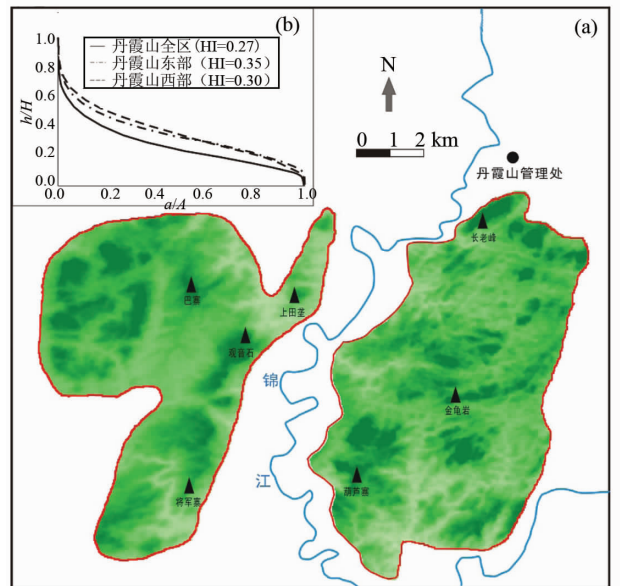 (b)
(a)
1.0
0.8
0.6
0.4
0.2
0.0
h/H
丹霞山全区(HI=0.27)
丹霞山东部（HI=0.35）
丹霞山西部（HI=0.30）
0.0 0.2 0.4 0.6 0.8 1.0
a/A
N
0 1 2 km
丹霞山管理处
长老峰
巴寨
上田垄
观音石
锦
江
金龟岩
葫芦寨
将军寨